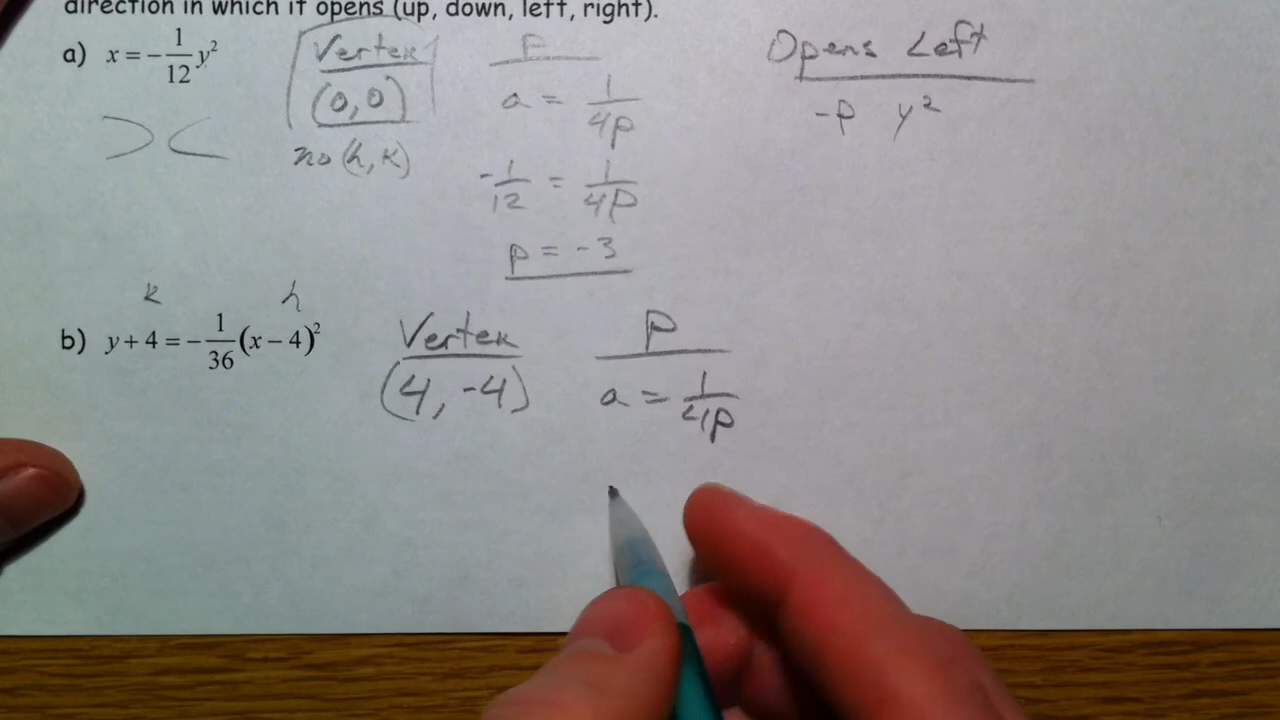 direction in which it opens (up, down, left, right).
a) x = -1/12 y²
Vertex
(0,0)
no (h, k)
P
a = 1/4p
-1/12 = 1/4p
p = -3
Opens Left
-p y²
k h
b) y + 4 = -1/36 (x - 4)²
Vertex
(4, -4)
P
a = 1/4p